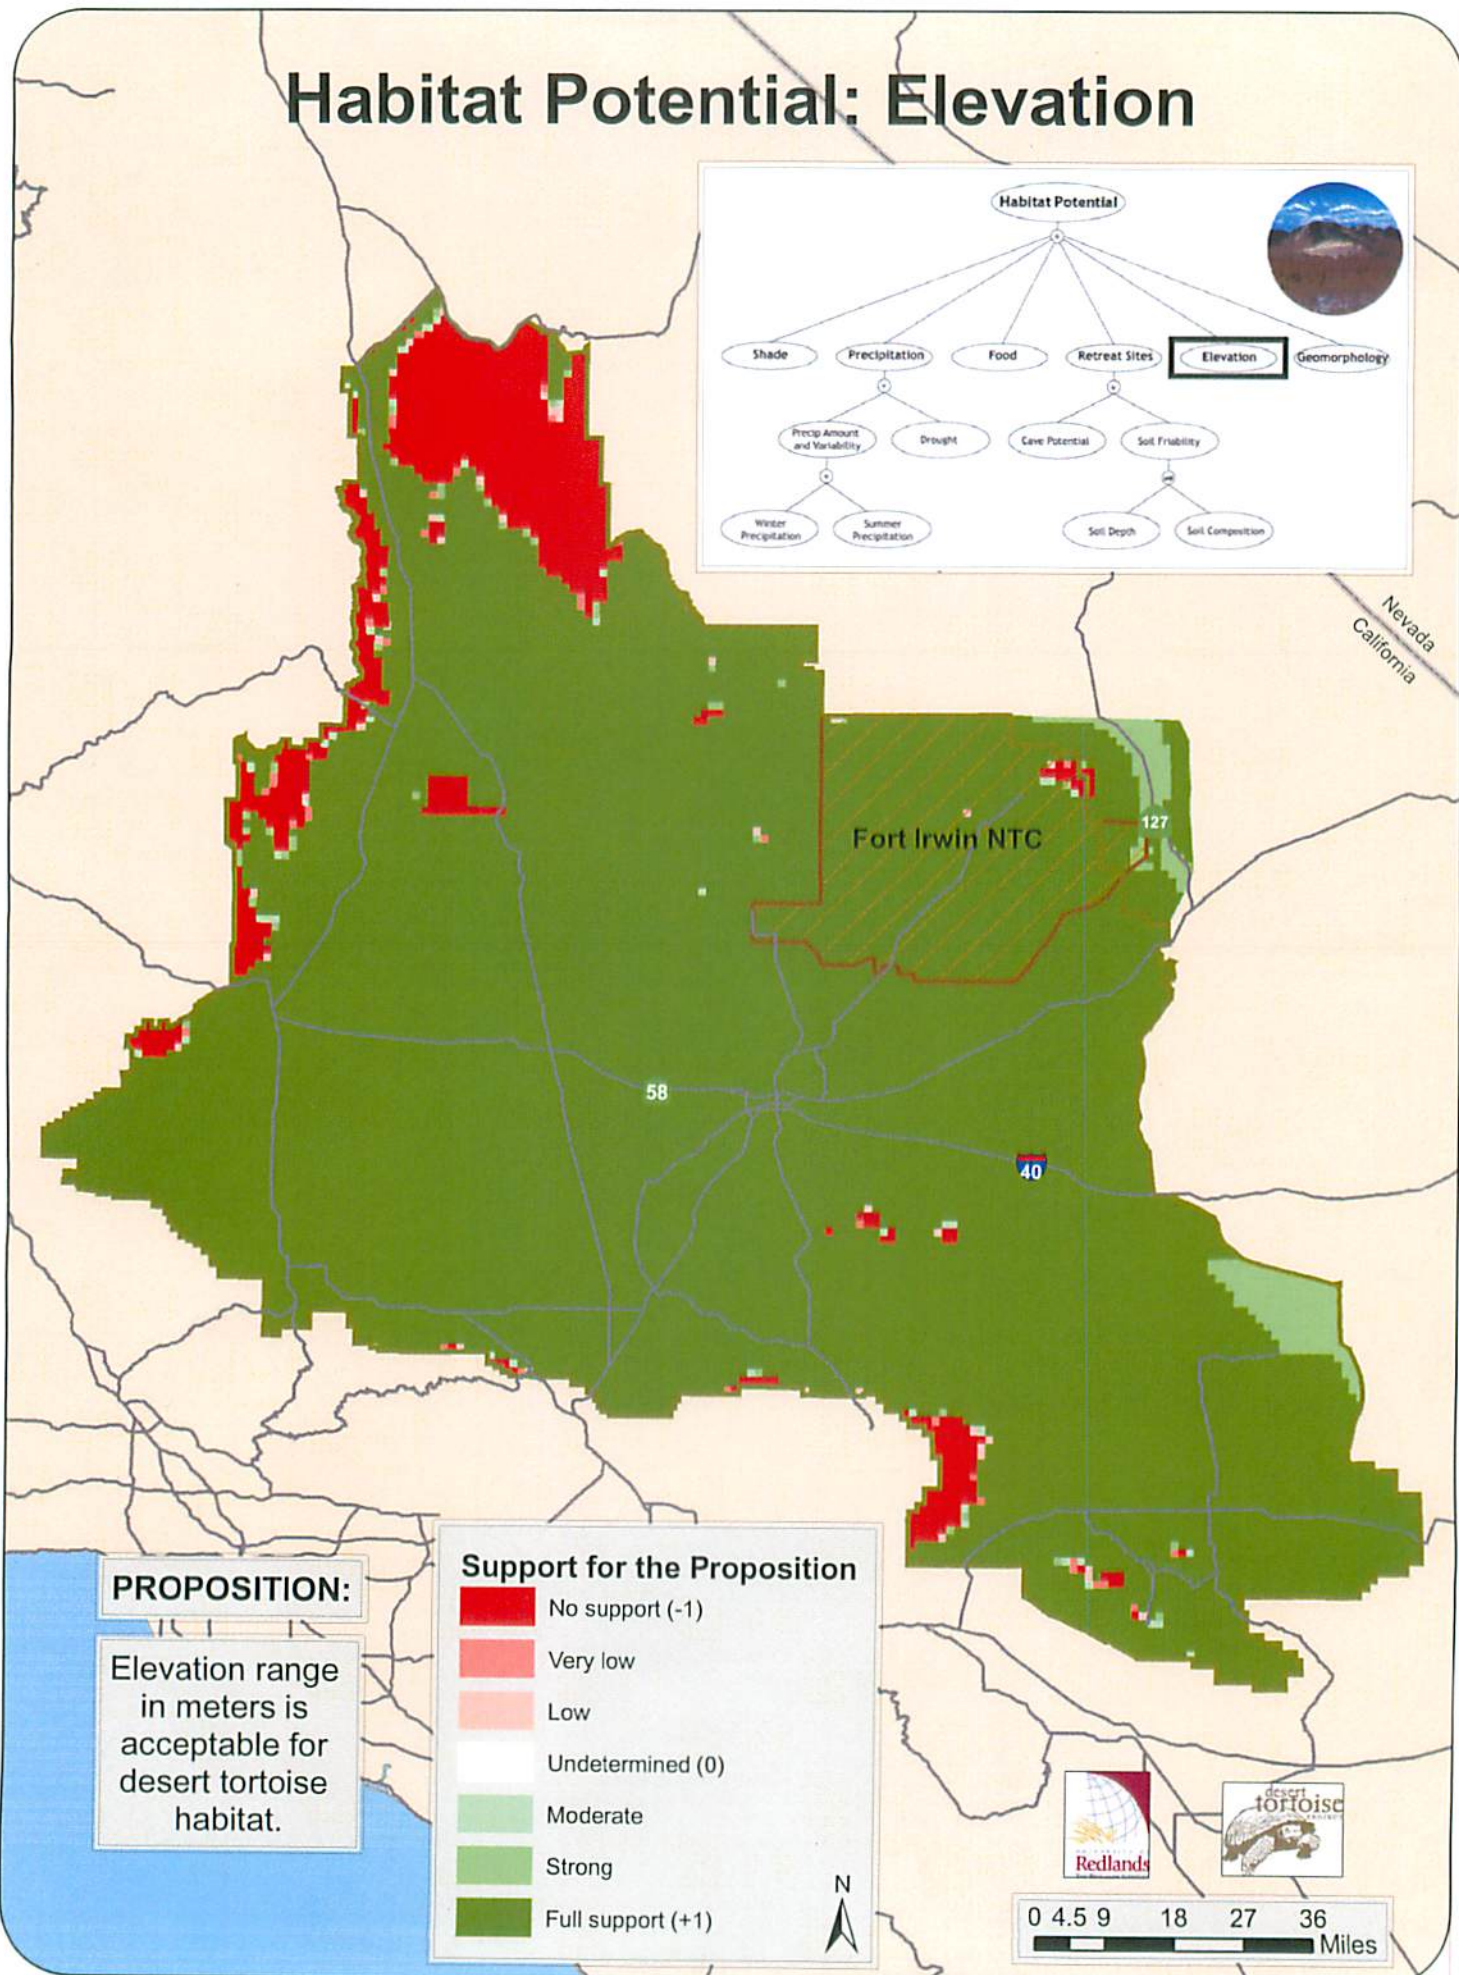 Habitat Potential: Elevation
Habitat Potential
Shade
Precipitation
Food
Retreat Sites
Elevation
Geomorphology
Precip Amount
and Variability
Drought
Cave Potential
Soil Friability
Winter
Precipitation
Summer
Precipitation
Soil Depth
Soil Composition
Nevada
California
Fort Irwin NTC
127
58
40
PROPOSITION:
Elevation range
in meters is
acceptable for
desert tortoise
habitat.
Support for the Proposition
No support (-1)
Very low
Low
Undetermined (0)
Moderate
Strong
Full support (+1)
N
Redlands
desert
tortoise
0 4.5 9 18 27 36
Miles